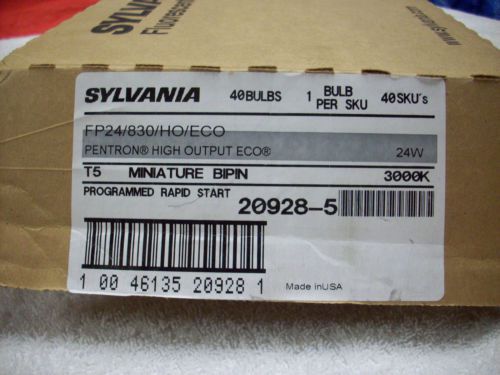 SYLVANIA
Fluorescent
SYLVANIA 40BULBS 1 BULB PER SKU 40SKU's
FP24/830/HO/ECO
PENTRON® HIGH OUTPUT ECO® 24W
T5 MINIATURE BIPIN 3000K
PROGRAMMED RAPID START
20928-5
1 00 46135 20928 1
Made inUSA